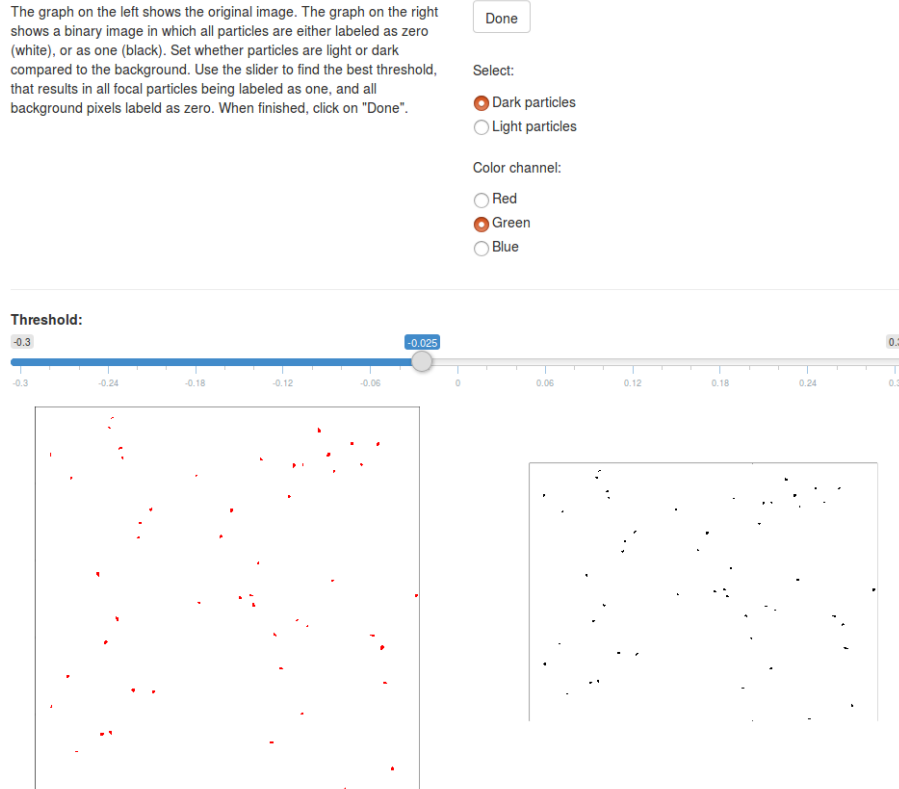 The graph on the left shows the original image. The graph on the right
shows a binary image in which all particles are either labeled as zero
(white), or as one (black). Set whether particles are light or dark
compared to the background. Use the slider to find the best threshold,
that results in all focal particles being labeled as one, and all
background pixels labeld as zero. When finished, click on "Done".
Done
Select:
Dark particles
Light particles
Color channel:
Red
Green
Blue
Threshold:
-0.3 -0.025
-0.3 -0.24 -0.18 -0.12 -0.06 0 0.06 0.12 0.18 0.24